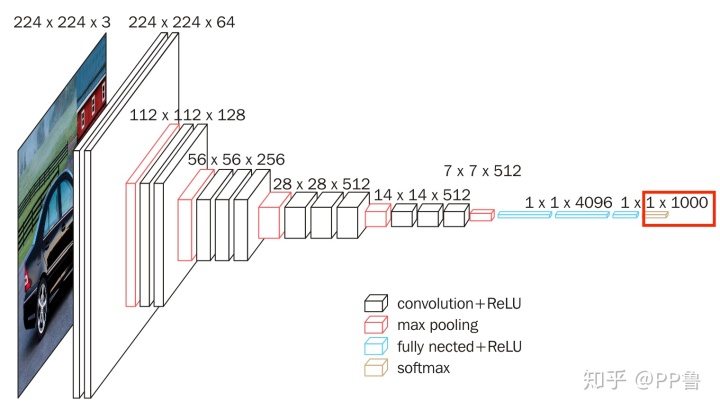 224 x 224 x 3
224 x 224 x 64
112 x 112 x 128
56 x 56 x 256
28 x 28 x 512
14 x 14 x 512
7 x 7 x 512
1 x 1 x 4096
1 x 1 x 1000
convolution+ReLU
max pooling
fully nected+ReLU
softmax
知乎 @PP鲁